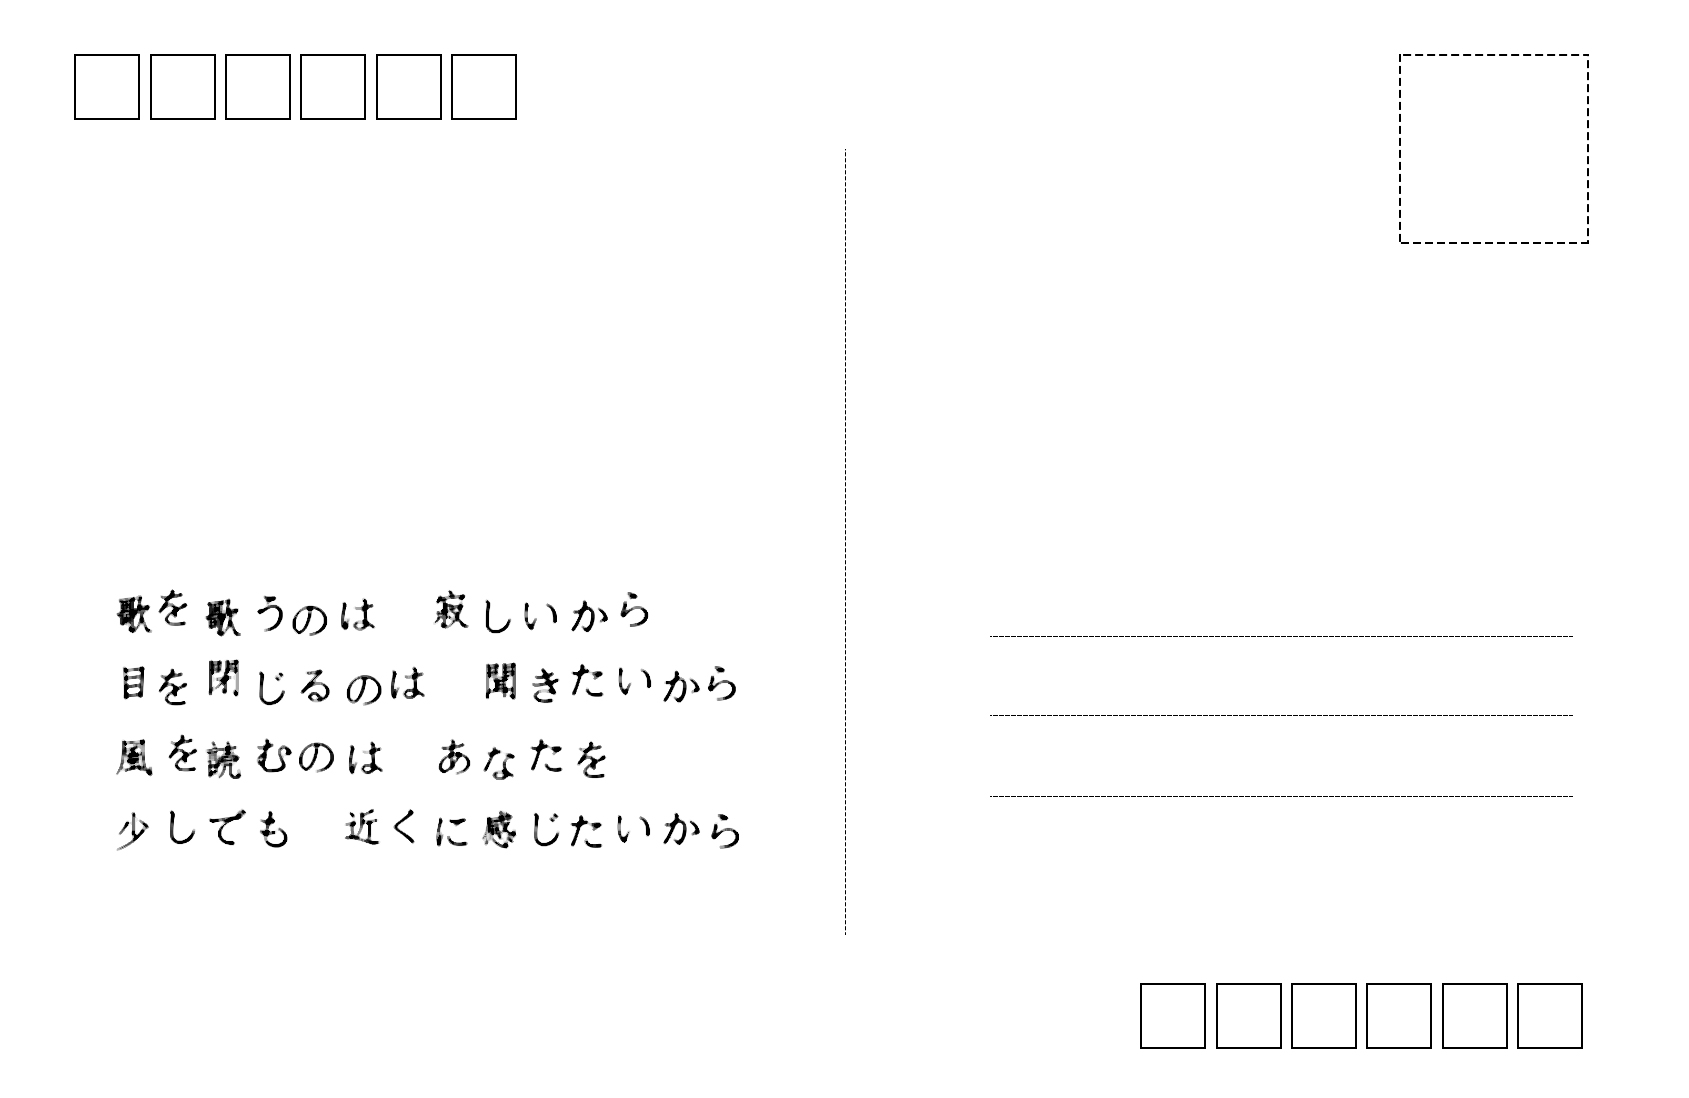 歌を歌うのは　寂しいから
目を閉じるのは　聞きたいから
風を読むのは　あなたを
少しでも　近くに感じたいから